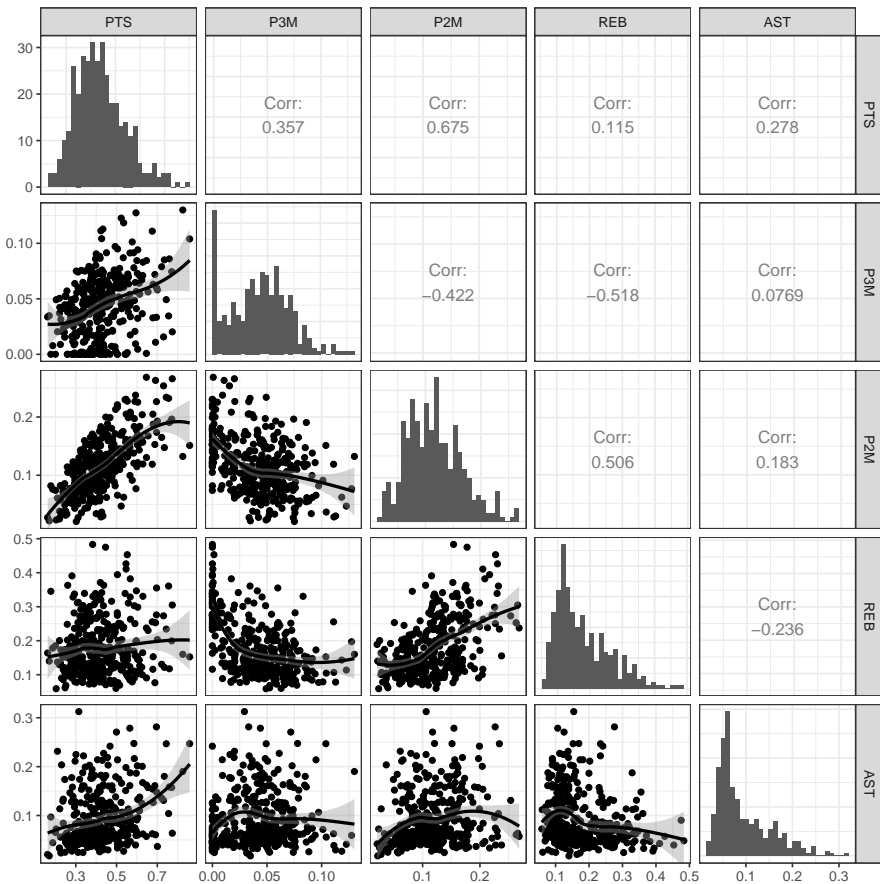 PTS P3M P2M REB AST
30
20
10
0
Corr:
0.357
Corr:
0.675
Corr:
0.115
Corr:
0.278
PTS
0.10
0.05
0.00
Corr:
−0.422
Corr:
−0.518
Corr:
0.0769
P3M
0.2
0.1
Corr:
0.506
Corr:
0.183
P2M
0.5
0.4
0.3
0.2
0.1
Corr:
−0.236
REB
0.3
0.2
0.1
AST
0.3 0.5 0.7 0.00 0.05 0.10 0.1 0.2 0.1 0.2 0.3 0.4 0.5 0.1 0.2 0.3